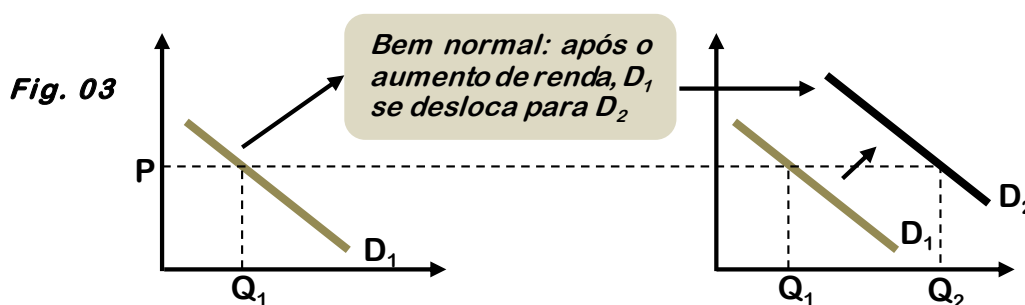 Bem normal: após o
aumento de renda, D₁
se desloca para D₂
Fig. 03
P
D₁
Q₁
D₂
D₁
Q₁
Q₂